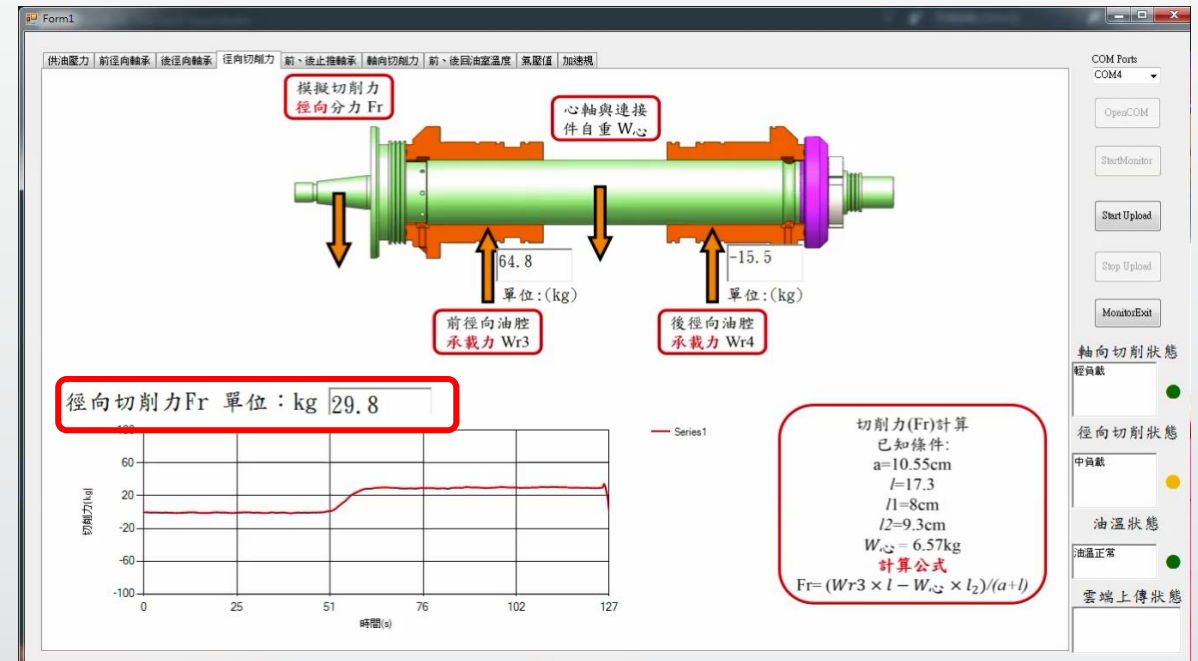 Form1
供油壓力 前徑向軸承 後徑向軸承 徑向切削力 前、後止推軸承 軸向切削力 前、後回油室溫度 氣壓值 加速規
模擬切削力
徑向分力 Fr
心軸與連接
件自重 W心
64.8
單位:(kg)
-15.5
單位:(kg)
前徑向油腔
承載力 Wr3
後徑向油腔
承載力 Wr4
徑向切削力Fr 單位：kg 29.8
100
60
20
-20
-60
-100
切削力(kg)
0 25 51 76 102 127
時間(s)
Series1
切削力(Fr)計算
已知條件:
a=10.55cm
l=17.3
l1=8cm
l2=9.3cm
W心 = 6.57kg
計算公式
Fr= (Wr3 × l − W心 × l₂)/(a+l)
COM Ports
COM4
OpenCOM
StartMonitor
Start Upload
Stop Upload
MonitorExit
軸向切削狀態
輕負載
徑向切削狀態
中負載
油溫狀態
油溫正常
雲端上傳狀態